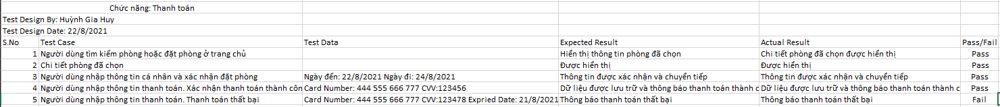 Chức năng: Thanh toán
Test Design By: Huỳnh Gia Huy
Test Design Date: 22/8/2021
S.No Test Case Test Data Expected Result Actual Result Pass/Fail
1 Người dùng tìm kiếm phòng hoặc đặt phòng ở trang chủ Hiển thị thông tin phòng đã chọn Chi tiết phòng đã chọn được hiển thị Pass
2 Chi tiết phòng đã chọn Được hiển thị Được hiển thị Pass
3 Người dùng nhập thông tin cá nhân và xác nhận đặt phòng Ngày đến: 22/8/2021 Ngày đi: 24/8/2021 Thông tin được xác nhận và chuyển tiếp Thông tin được xác nhận và chuyển tiếp Pass
4 Người dùng nhập thông tin thanh toán. Xác nhận thanh toán thành côn Card Number: 444 555 666 777 CVV:123456 Dữ liệu được lưu trữ và thông báo thanh toán thành c Dữ liệu được lưu trữ và thông báo thanh toán thành c Pass
5 Người dùng nhập thông tin thanh toán. Thanh toán thất bại Card Number: 444 555 666 777 CVV:123478 Expried Date: 21/8/2021 Thông báo thanh toán thất bại Thông báo thanh toán thất bại Fail